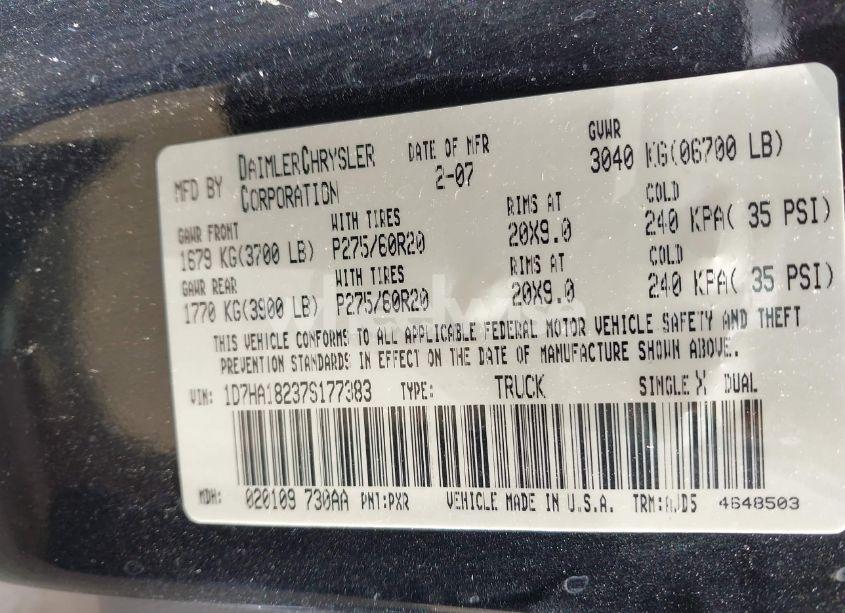 MFD BY DAIMLERCHRYSLER CORPORATION
DATE OF MFR 2-07
GVWR 3040 KG(06700 LB)
GAWR FRONT WITH TIRES RIMS AT COLD
1679 KG(3700 LB) P275/60R20 20X9.0 240 KPA( 35 PSI)
GAWR REAR WITH TIRES RIMS AT COLD
1770 KG(3900 LB) P275/60R20 20X9.0 240 KPA( 35 PSI)
THIS VEHICLE CONFORMS TO ALL APPLICABLE FEDERAL MOTOR VEHICLE SAFETY AND THEFT
PREVENTION STANDARDS IN EFFECT ON THE DATE OF MANUFACTURE SHOWN ABOVE.
VIN: 1D7HA18237S177383 TYPE: TRUCK SINGLE X DUAL
MDH: 020109 730AA PNT:PXR VEHICLE MADE IN U.S.A. TRM:AJD5 4648503